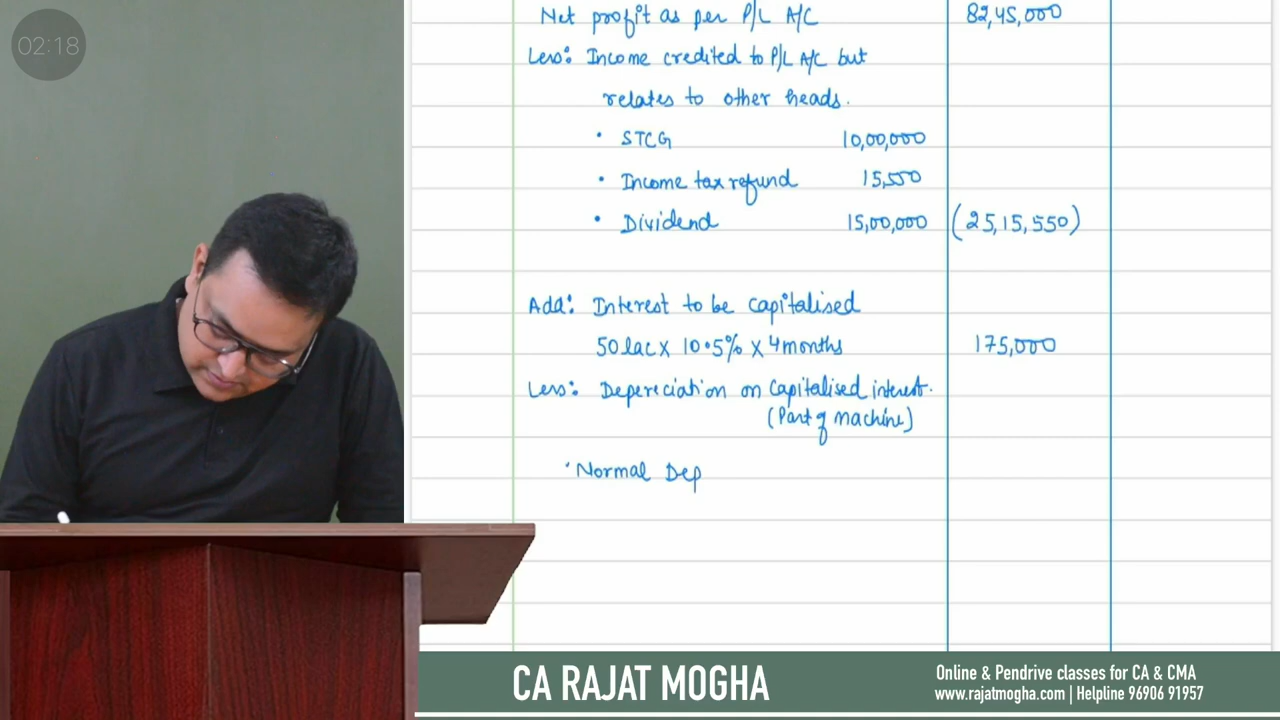 02:18
Net profit as per P/L A/C 82,45,000
Less: Income credited to P/L A/C but
relates to other heads.
• STCG 10,00,000
• Income tax refund 15,550
• Dividend 15,00,000 (25,15,550)
Add: Interest to be capitalised
50 lac x 10.5% x 4 months 175,000
Less: Depreciation on capitalised interest.
(Part of machine)
• Normal Dep
CA RAJAT MOGHA
Online & Pendrive classes for CA & CMA
www.rajatmogha.com | Helpline 96906 91957